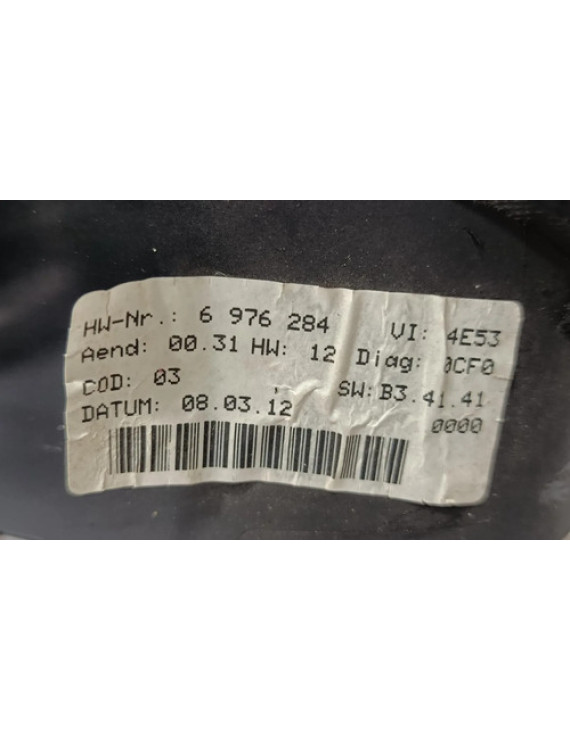 HW-Nr.: 6 976 284 VI: 4E53
Aend: 00.31 HW: 12 Diag: 0CF0
COD: 03 SW: B3.41.41
DATUM: 08.03.12 0000